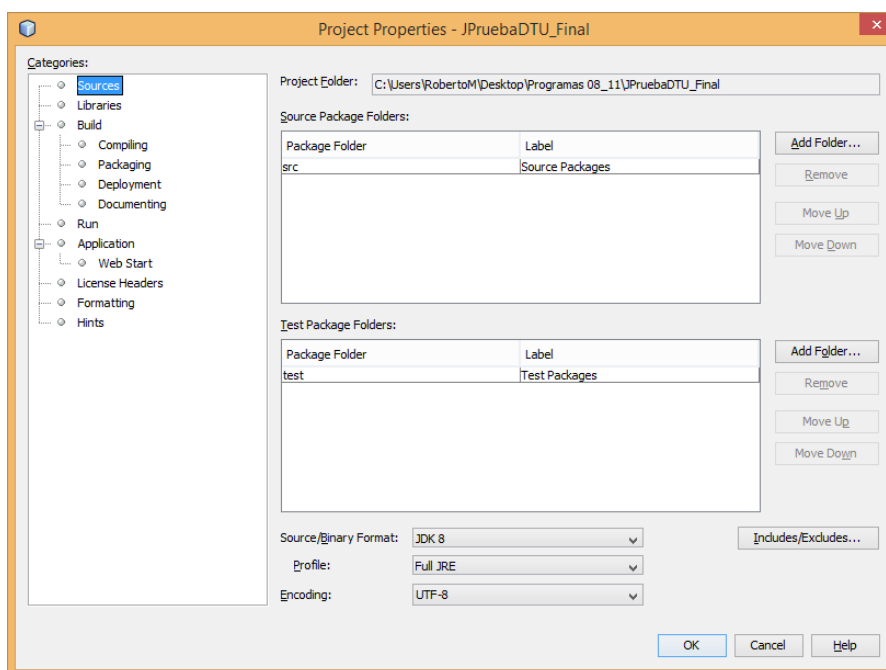 Project Properties - JPruebaDTU_Final
Categories:
Sources
Libraries
Build
Compiling
Packaging
Deployment
Documenting
Run
Application
Web Start
License Headers
Formatting
Hints
Project Folder: C:\Users\RobertoM\Desktop\Programas 08_11\JPruebaDTU_Final
Source Package Folders:
Package Folder Label
src Source Packages
Add Folder...
Remove
Move Up
Move Down
Test Package Folders:
Package Folder Label
test Test Packages
Add Folder...
Remove
Move Up
Move Down
Source/Binary Format: JDK 8 Includes/Excludes...
Profile: Full JRE
Encoding: UTF-8
OK Cancel Help